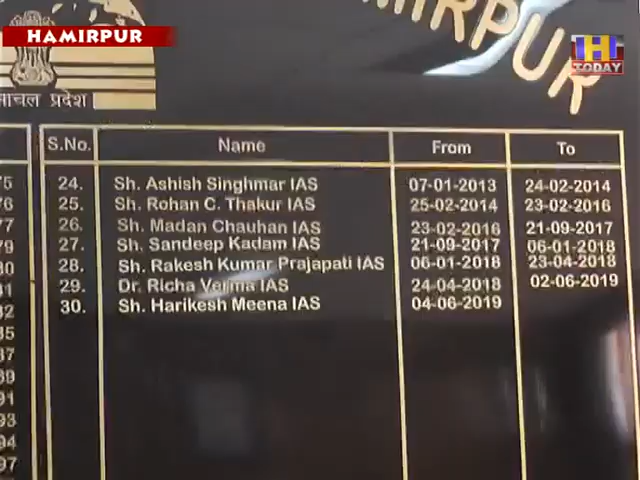 HAMIRPUR
HAMIRPUR
H
TODAY
हिमाचल प्रदेश
S.No. Name From To
24. Sh. Ashish Singhmar IAS 07-01-2013 24-02-2014
25. Sh. Rohan C. Thakur IAS 25-02-2014 23-02-2016
26. Sh. Madan Chauhan IAS 23-02-2016 21-09-2017
27. Sh. Sandeep Kadam IAS 21-09-2017 06-01-2018
28. Sh. Rakesh Kumar Prajapati IAS 06-01-2018 23-04-2018
29. Dr. Richa Verma IAS 24-04-2018 02-06-2019
30. Sh. Harikesh Meena IAS 04-06-2019